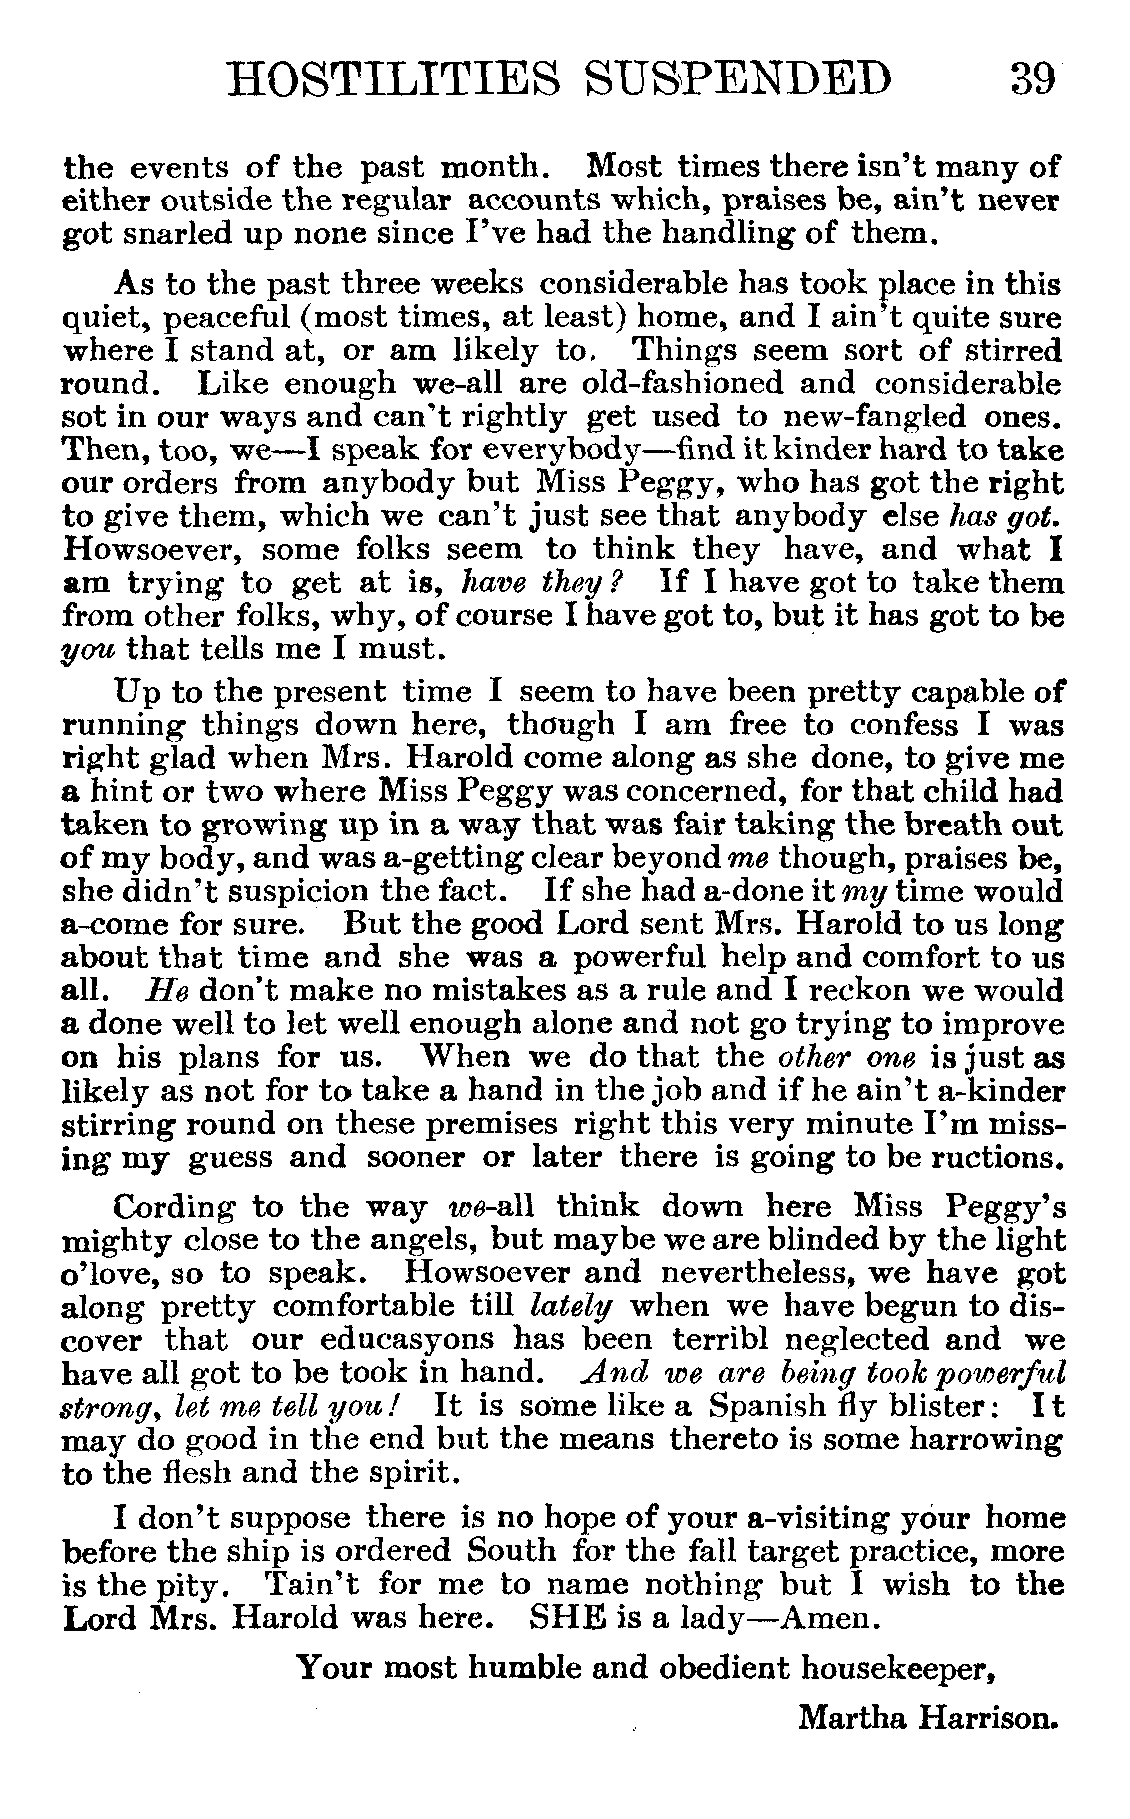 HOSTILITIES SUSPENDED 39
the events of the past month. Most times there isn't many of
either outside the regular accounts which, praises be, ain't never
got snarled up none since I've had the handling of them.
As to the past three weeks considerable has took place in this
quiet, peaceful (most times, at least) home, and I ain't quite sure
where I stand at, or am likely to. Things seem sort of stirred
round. Like enough we-all are old-fashioned and considerable
sot in our ways and can't rightly get used to new-fangled ones.
Then, too, we—I speak for everybody—find it kinder hard to take
our orders from anybody but Miss Peggy, who has got the right
to give them, which we can't just see that anybody else has got.
Howsoever, some folks seem to think they have, and what I
am trying to get at is, have they? If I have got to take them
from other folks, why, of course I have got to, but it has got to be
you that tells me I must.
Up to the present time I seem to have been pretty capable of
running things down here, though I am free to confess I was
right glad when Mrs. Harold come along as she done, to give me
a hint or two where Miss Peggy was concerned, for that child had
taken to growing up in a way that was fair taking the breath out
of my body, and was a-getting clear beyond me though, praises be,
she didn't suspicion the fact. If she had a-done it my time would
a-come for sure. But the good Lord sent Mrs. Harold to us long
about that time and she was a powerful help and comfort to us
all. He don't make no mistakes as a rule and I reckon we would
a done well to let well enough alone and not go trying to improve
on his plans for us. When we do that the other one is just as
likely as not for to take a hand in the job and if he ain't a-kinder
stirring round on these premises right this very minute I'm miss-
ing my guess and sooner or later there is going to be ructions.
Cording to the way we-all think down here Miss Peggy's
mighty close to the angels, but maybe we are blinded by the light
o'love, so to speak. Howsoever and nevertheless, we have got
along pretty comfortable till lately when we have begun to dis-
cover that our educasyons has been terribl neglected and we
have all got to be took in hand. And we are being took powerful
strong, let me tell you! It is some like a Spanish fly blister: It
may do good in the end but the means thereto is some harrowing
to the flesh and the spirit.
I don't suppose there is no hope of your a-visiting your home
before the ship is ordered South for the fall target practice, more
is the pity. Tain't for me to name nothing but I wish to the
Lord Mrs. Harold was here. SHE is a lady—Amen.
Your most humble and obedient housekeeper,
Martha Harrison.